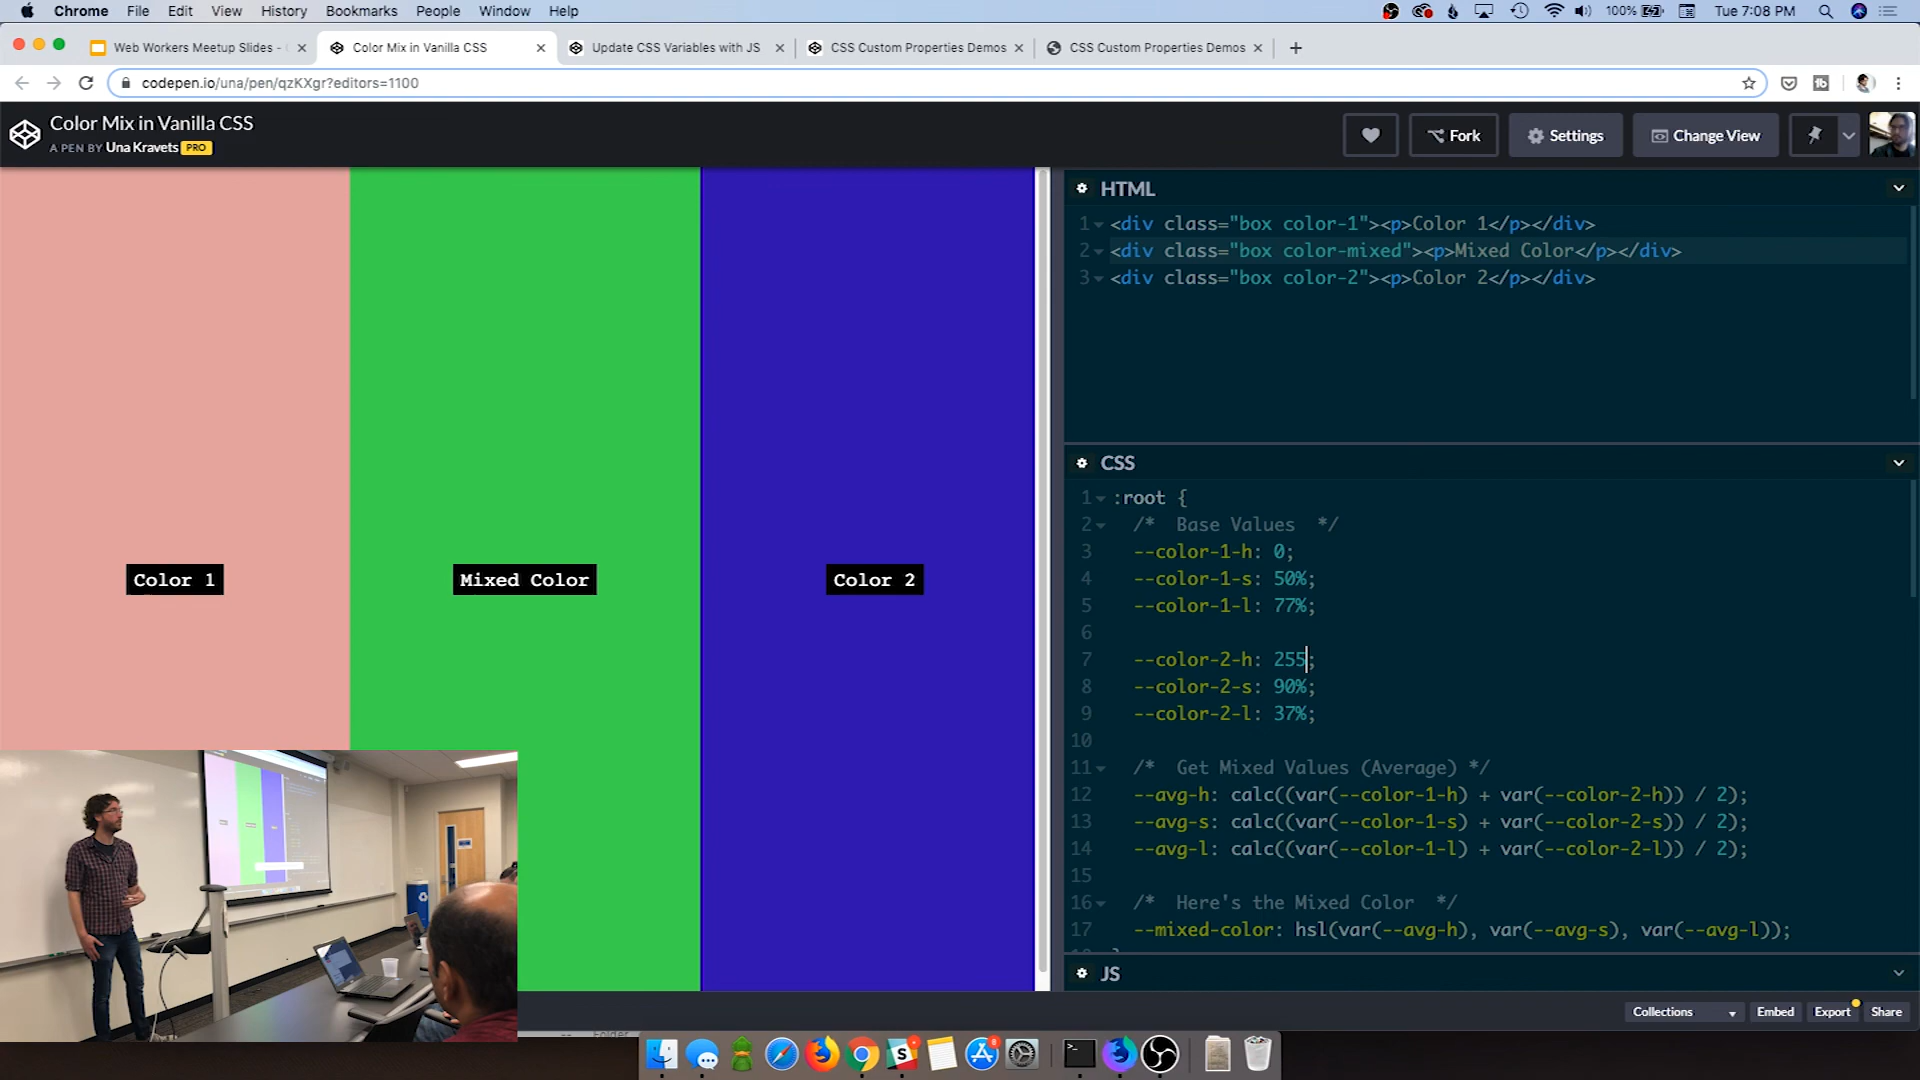 Chrome File Edit View History Bookmarks People Window Help 100% Tue 7:08 PM
Web Workers Meetup Slides - Color Mix in Vanilla CSS Update CSS Variables with JS CSS Custom Properties Demos CSS Custom Properties Demos
codepen.io/una/pen/qzKXgr?editors=1100
Color Mix in Vanilla CSS
A PEN BY Una Kravets PRO
Fork Settings Change View
HTML
1 <div class="box color-1"><p>Color 1</p></div>
2 <div class="box color-mixed"><p>Mixed Color</p></div>
3 <div class="box color-2"><p>Color 2</p></div>
Color 1
Mixed Color
Color 2
CSS
1 :root {
2 /* Base Values */
3 --color-1-h: 0;
4 --color-1-s: 50%;
5 --color-1-l: 77%;
6
7 --color-2-h: 255;
8 --color-2-s: 90%;
9 --color-2-l: 37%;
10
11 /* Get Mixed Values (Average) */
12 --avg-h: calc((var(--color-1-h) + var(--color-2-h)) / 2);
13 --avg-s: calc((var(--color-1-s) + var(--color-2-s)) / 2);
14 --avg-l: calc((var(--color-1-l) + var(--color-2-l)) / 2);
15
16 /* Here's the Mixed Color */
17 --mixed-color: hsl(var(--avg-h), var(--avg-s), var(--avg-l));
JS
Collections Embed Export Share
Folder